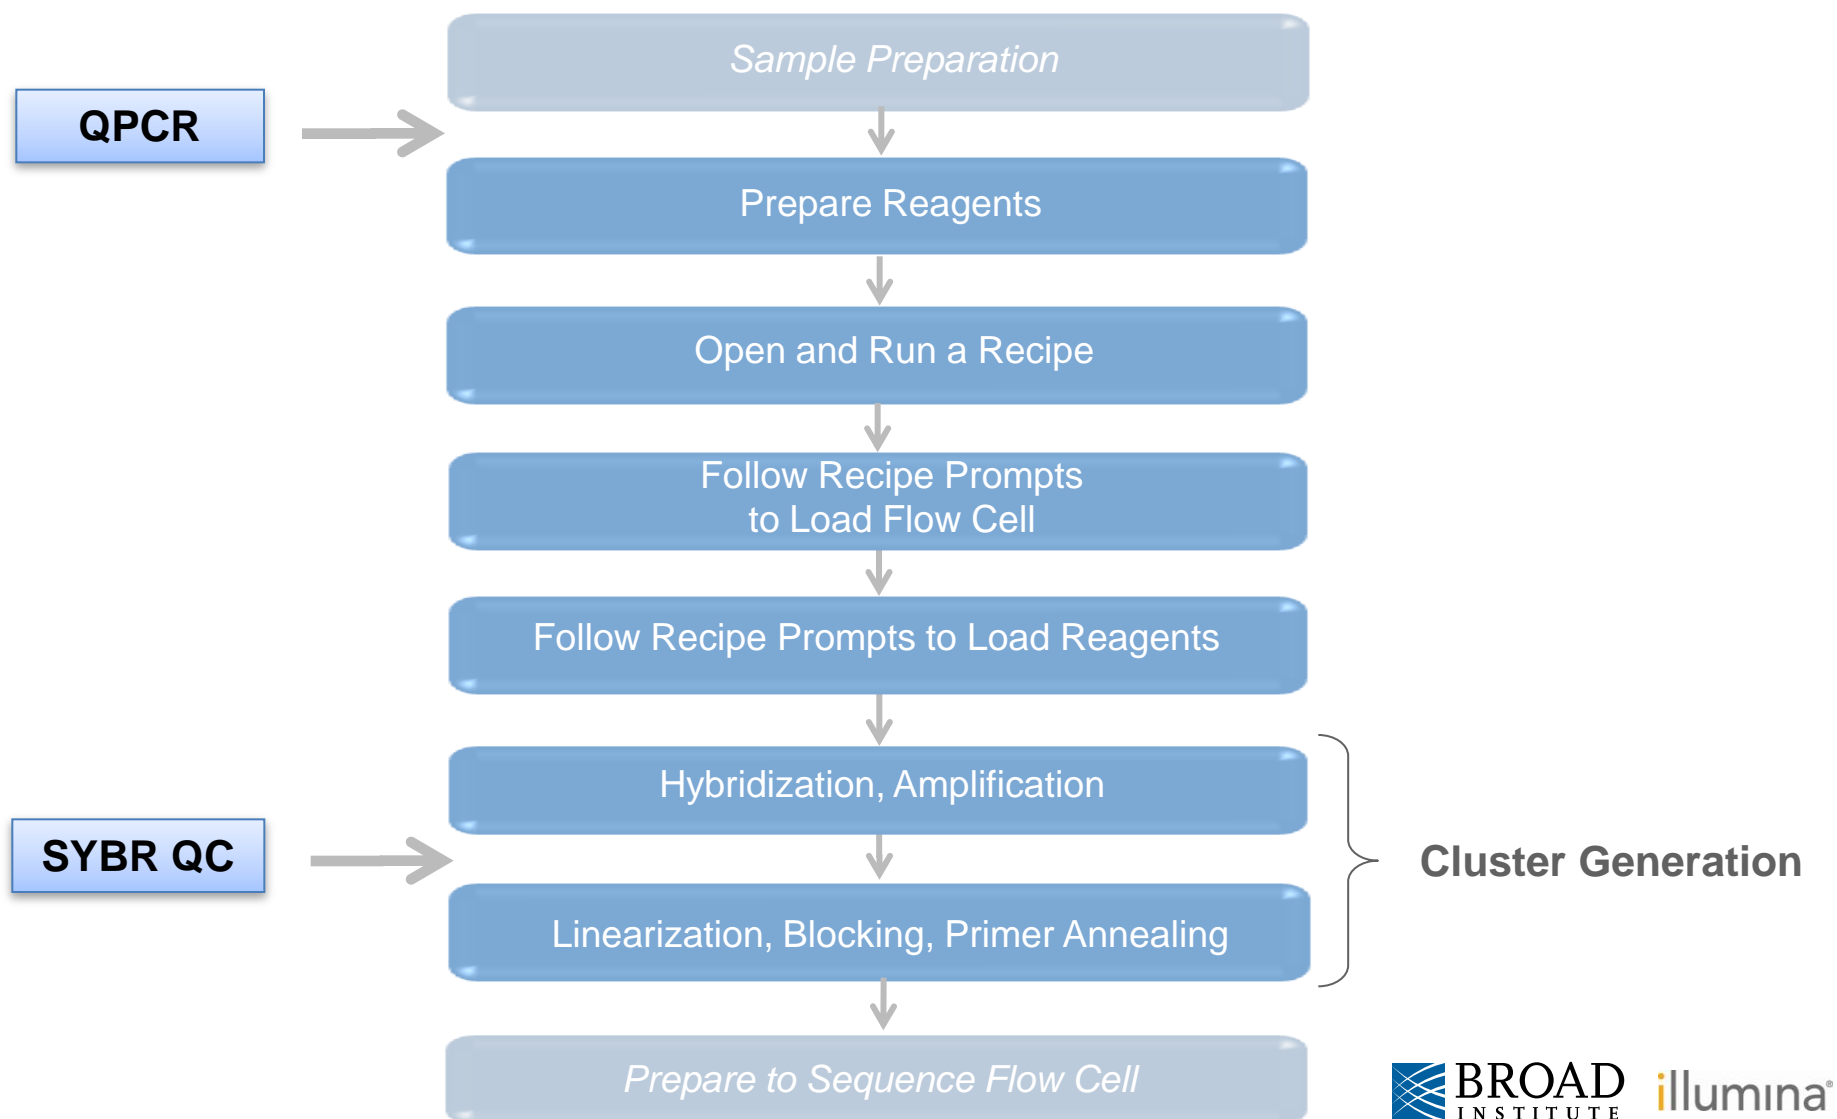 Sample Preparation
QPCR
Prepare Reagents
Open and Run a Recipe
Follow Recipe Prompts
to Load Flow Cell
Follow Recipe Prompts to Load Reagents
Hybridization, Amplification
SYBR QC
Cluster Generation
Linearization, Blocking, Primer Annealing
Prepare to Sequence Flow Cell
BROAD
INSTITUTE
illumina®